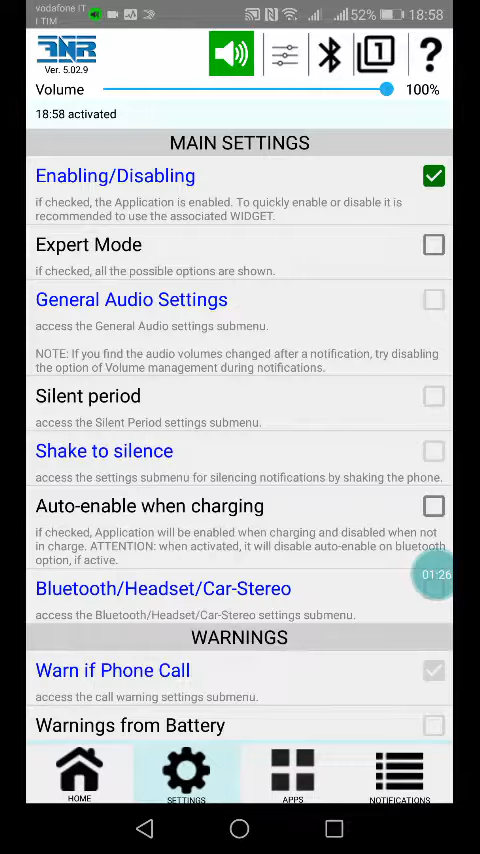 vodafone IT
I TIM
52%
18:58
BNR
Ver. 5.02.9
1
?
Volume
100%
18:58 activated
MAIN SETTINGS
Enabling/Disabling
if checked, the Application is enabled. To quickly enable or disable it is
recommended to use the associated WIDGET.
Expert Mode
if checked, all the possible options are shown.
General Audio Settings
access the General Audio settings submenu.
NOTE: If you find the audio volumes changed after a notification, try disabling
the option of Volume management during notifications.
Silent period
access the Silent Period settings submenu.
Shake to silence
access the settings submenu for silencing notifications by shaking the phone.
Auto-enable when charging
if checked, Application will be enabled when charging and disabled when not
in charge. ATTENTION: when activated, it will disable auto-enable on bluetooth
option, if active.
01:26
Bluetooth/Headset/Car-Stereo
access the Bluetooth/Headset/Car-Stereo settings submenu.
WARNINGS
Warn if Phone Call
access the call warning settings submenu.
Warnings from Battery
HOME
SETTINGS
APPS
NOTIFICATIONS